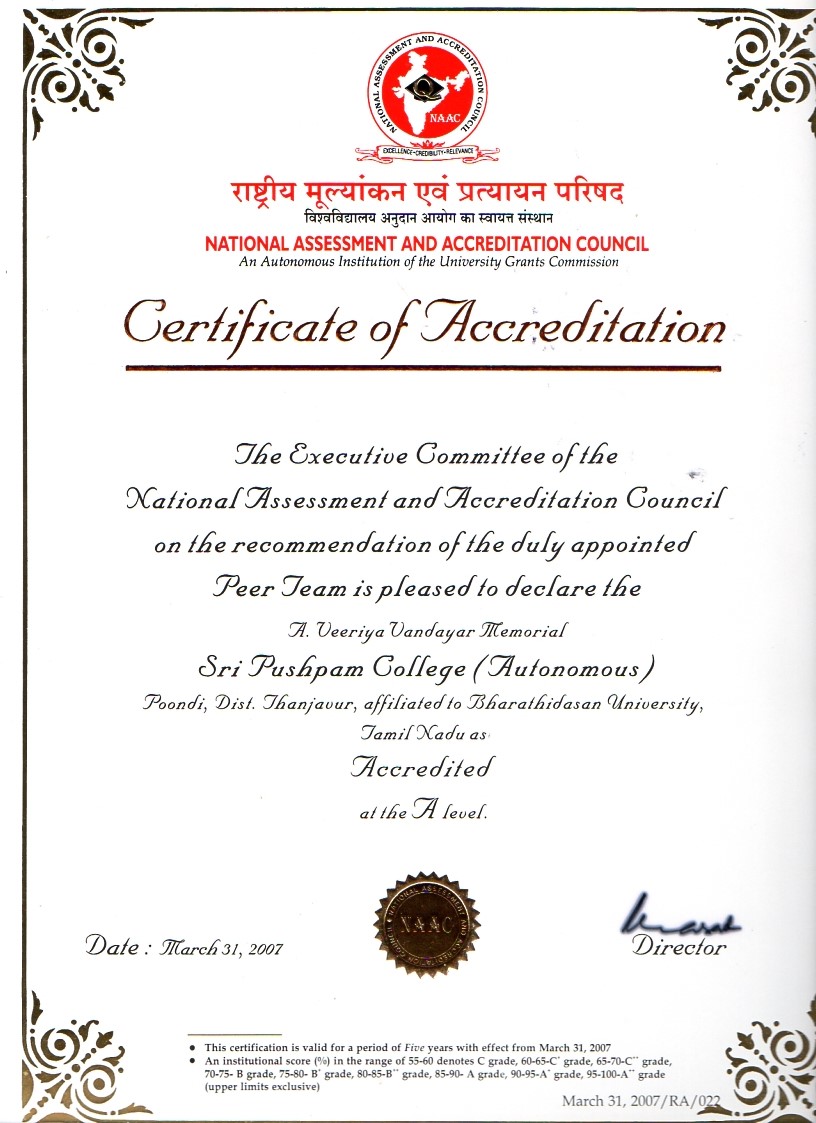 NATIONAL ASSESSMENT AND ACCREDITATION COUNCIL
NAAC
EXCELLENCE•CREDIBILITY•RELEVANCE
राष्ट्रीय मूल्यांकन एवं प्रत्यायन परिषद
विश्वविद्यालय अनुदान आयोग का स्वायत्त संस्थान
NATIONAL ASSESSMENT AND ACCREDITATION COUNCIL
An Autonomous Institution of the University Grants Commission
Certificate of Accreditation
The Executive Committee of the
National Assessment and Accreditation Council
on the recommendation of the duly appointed
Peer Team is pleased to declare the
A. Veeriya Vandayar Memorial
Sri Pushpam College (Autonomous)
Poondi, Dist. Thanjavur, affiliated to Bharathidasan University,
Tamil Nadu as
Accredited
at the A level.
NATIONAL ASSESSMENT AND ACCREDITATION COUNCIL
NAAC
Date : March 31, 2007
Director
• This certification is valid for a period of Five years with effect from March 31, 2007
• An institutional score (%) in the range of 55-60 denotes C grade, 60-65-C⁺ grade, 65-70-C⁺⁺ grade,
70-75- B grade, 75-80- B⁺ grade, 80-85-B⁺⁺ grade, 85-90- A grade, 90-95-A⁺ grade, 95-100-A⁺⁺ grade
(upper limits exclusive)
March 31, 2007/RA/022